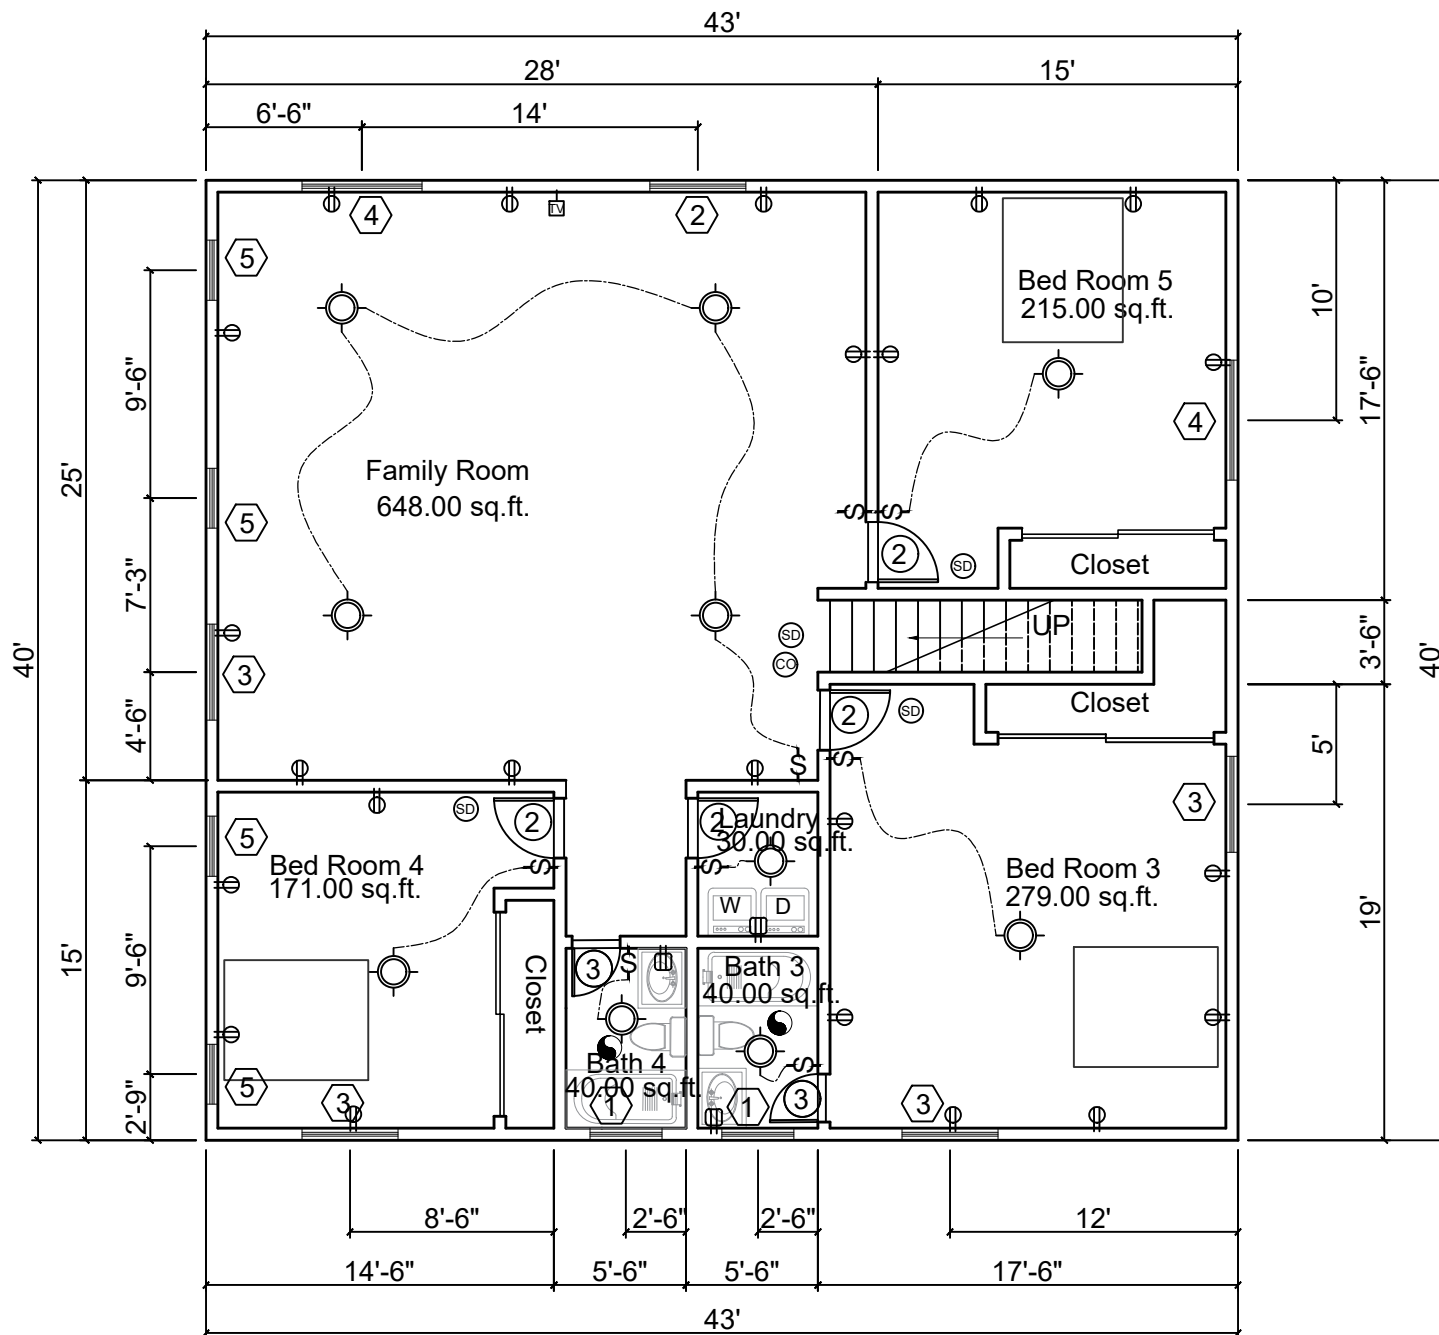 43'
28'
15'
6'-6"
14'
4
TV
2
5
Bed Room 5
215.00 sq.ft.
10'
9'-6"
17'-6"
4
Family Room
648.00 sq.ft.
25'
5
S
S
2
SD
Closet
7'-3"
UP
SD
CO
3'-6"
40'
40'
3
Closet
2
SD
4'-6"
5'
S
S
3
SD
2
2
Laundry
30.00 sq.ft.
5
Bed Room 4
171.00 sq.ft.
S
S
Bed Room 3
279.00 sq.ft.
W
D
19'
9'-6"
15'
Closet
3
S
Bath 3
40.00 sq.ft.
Bath 4
40.00 sq.ft.
S
5
3
1
1
3
3
2'-9"
8'-6"
2'-6"
2'-6"
12'
14'-6"
5'-6"
5'-6"
17'-6"
43'